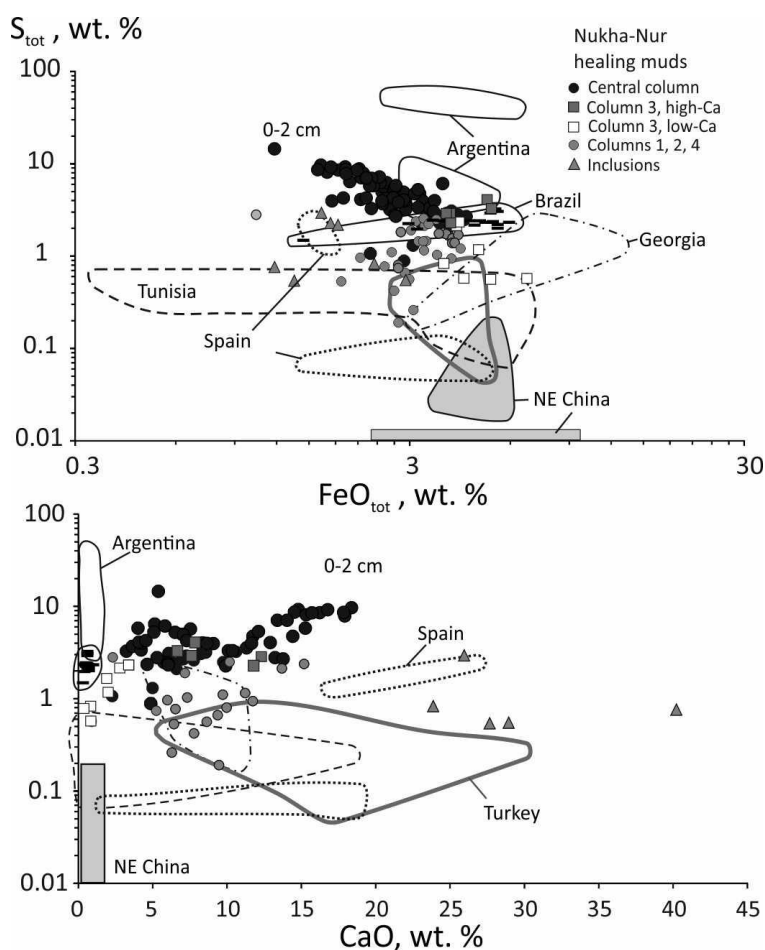 S tot , wt. %
Nukha-Nur
healing muds
Central column
Column 3, high-Ca
Column 3, low-Ca
Columns 1, 2, 4
Inclusions
100
10
1
0.1
0.01
0-2 cm
Argentina
Brazil
Georgia
Tunisia
Spain
NE China
0.3
3
30
FeO tot , wt. %
100
10
1
0.1
0.01
Argentina
0-2 cm
Spain
Turkey
NE China
0
5
10
15
20
25
30
35
40
45
CaO, wt. %